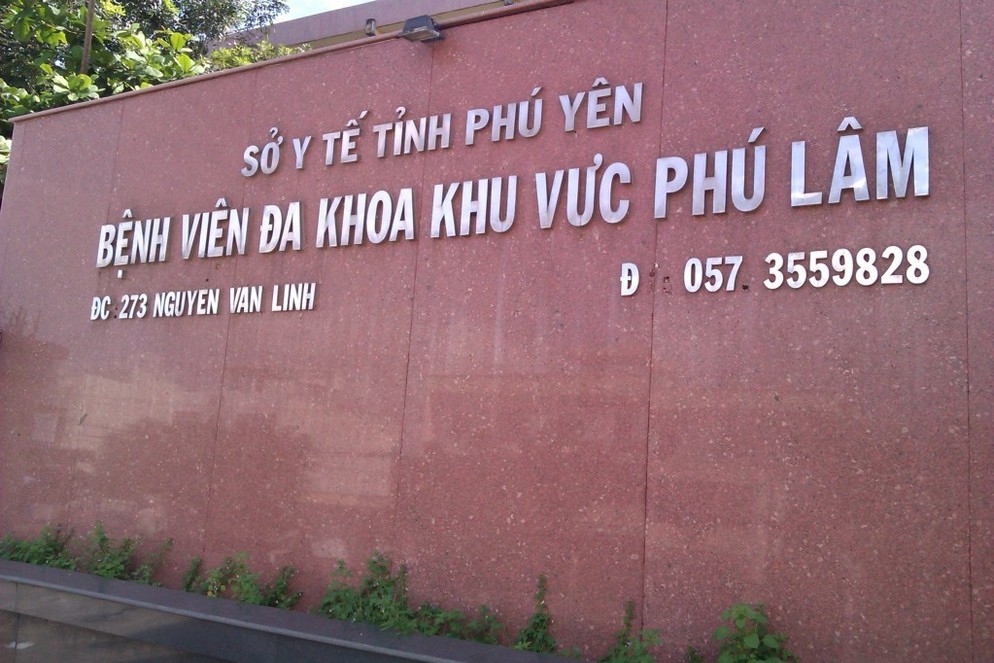 SỞ Y TẾ TỈNH PHÚ YÊN
BỆNH VIÊN ĐA KHOA KHU VƯC PHÚ LÂM
ĐC : 273 NGUYEN VAN LINH
Đ : 057. 3559828